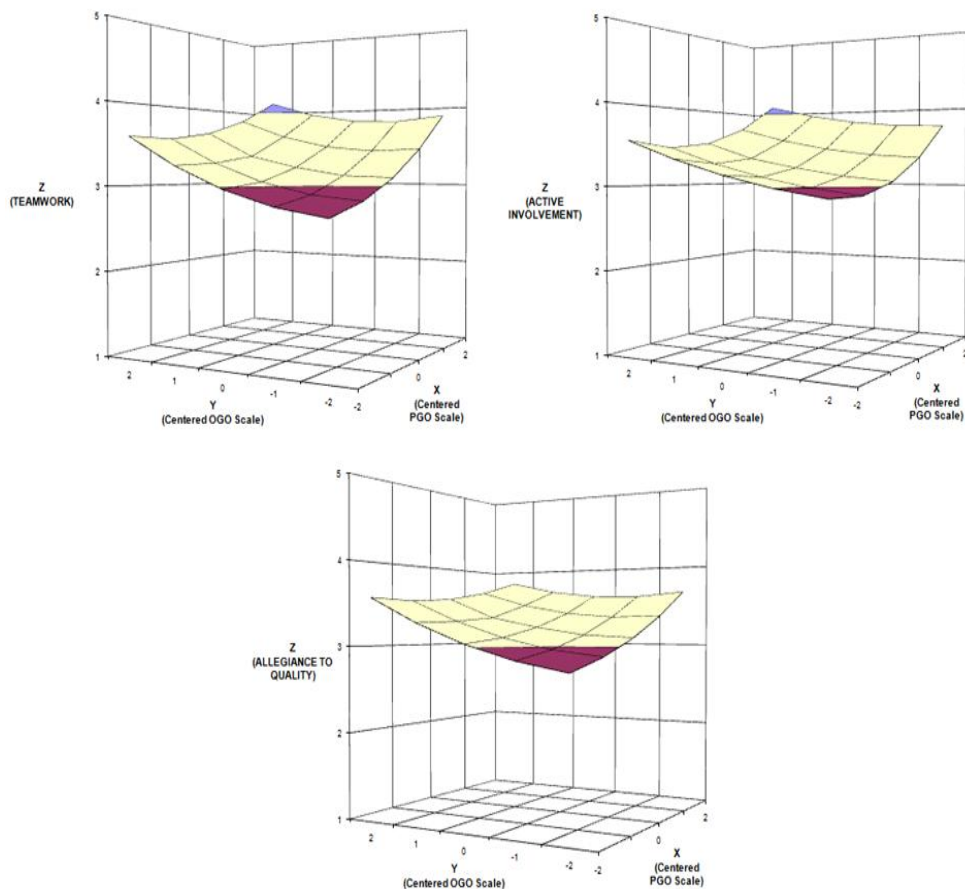 5
4
Z
(TEAMWORK)
3
2
1
2
1
0
-1
-2
Y
(Centered OGO Scale)
-2
0
2
X
(Centered
PGO Scale)
5
4
Z
(ACTIVE
INVOLVEMENT)
3
2
1
2
1
0
-1
-2
Y
(Centered OGO Scale)
-2
0
2
X
(Centered
PGO Scale)
5
4
Z
(ALLEGIANCE TO
QUALITY)
3
2
1
2
1
0
-1
-2
Y
(Centered OGO Scale)
-2
0
2
X
(Centered
PGO Scale)